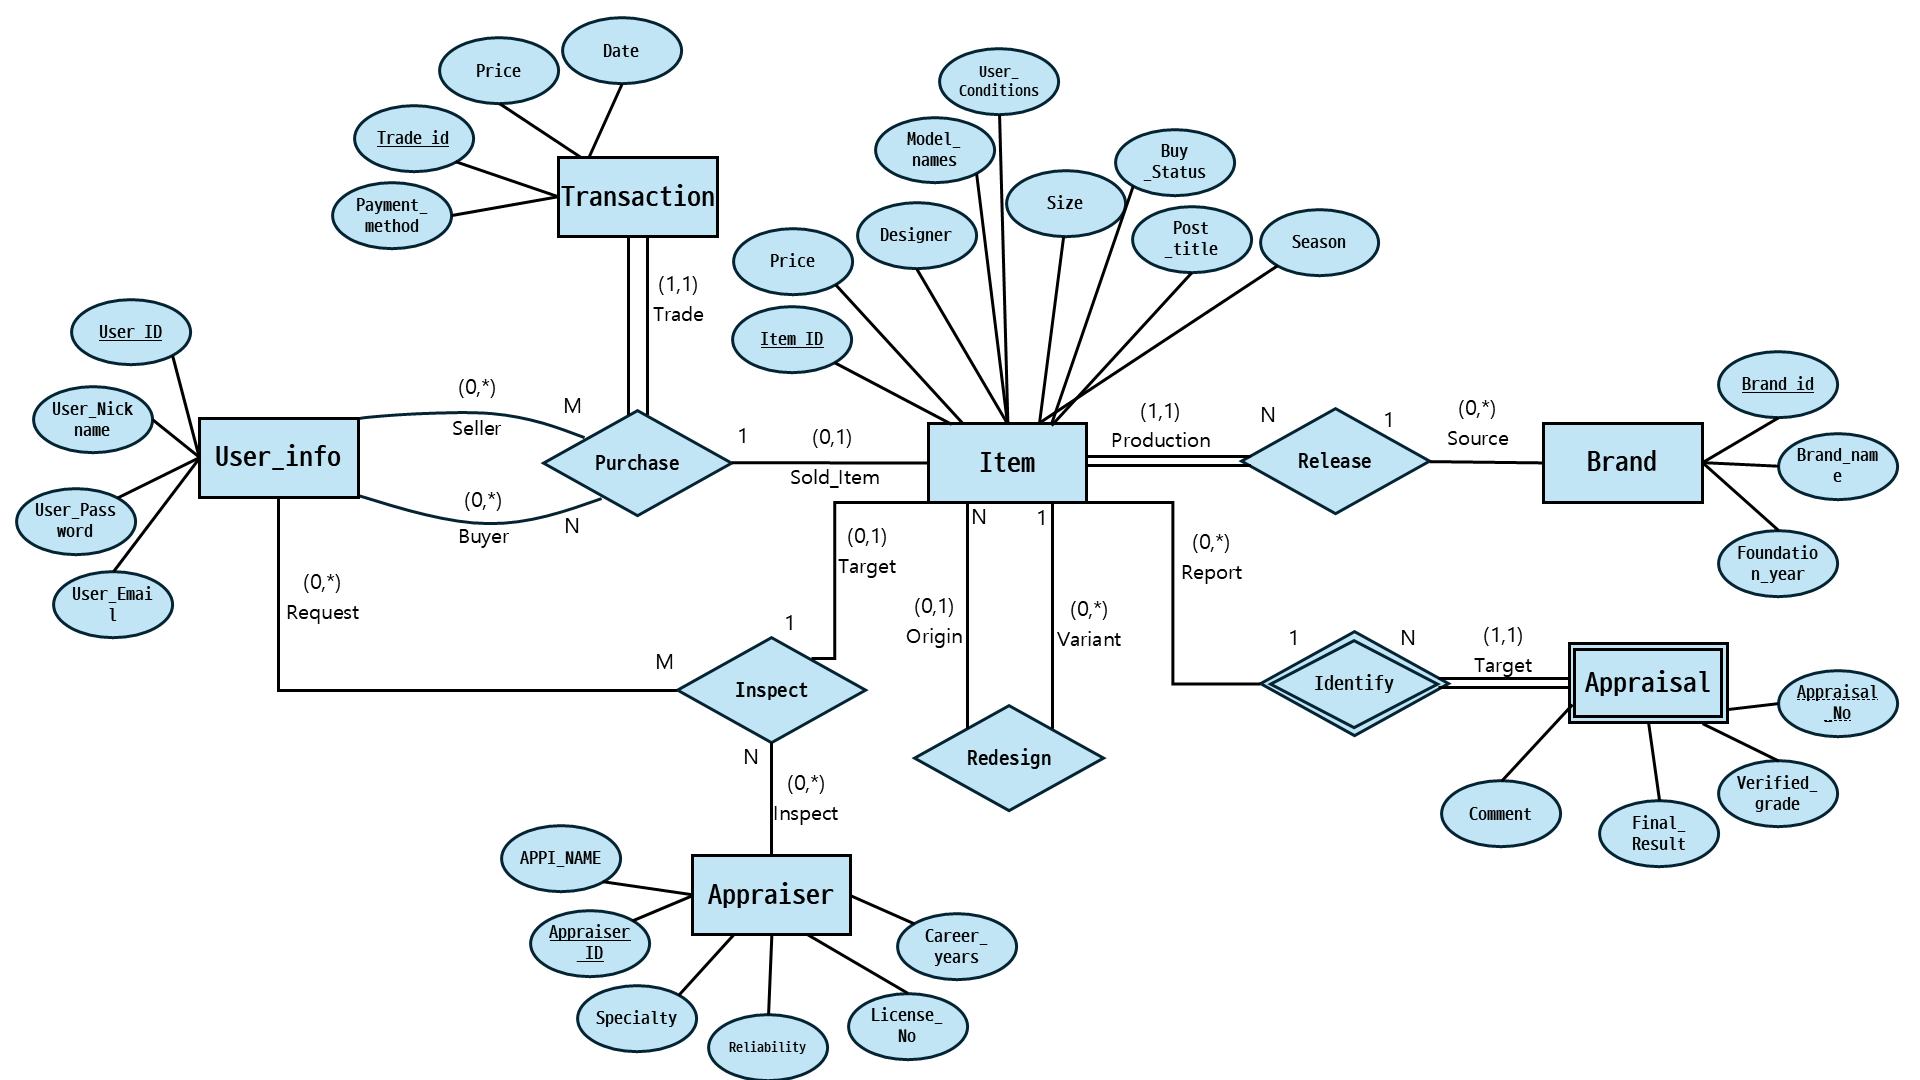 Date
Price
Trade_id
Payment_
method
Transaction
(1,1)
Trade
User_
Conditions
Model_
names
Buy
_Status
Size
Designer
Post
_title
Season
Price
Item_ID
User_ID
User_Nick
name
User_Pass
word
User_Emai
l
User_info
(0,*)
Seller
M
(0,*)
Buyer
N
Purchase
1
(0,1)
Sold_Item
Item
(1,1)
Production
N
Release
1
(0,*)
Source
Brand
Brand_id
Brand_nam
e
Foundatio
n_year
(0,*)
Request
M
Inspect
1
(0,1)
Target
N
(0,*)
Inspect
N
1
(0,1)
Origin
(0,*)
Variant
Redesign
(0,*)
Report
1
Identify
N
(1,1)
Target
Appraisal
Appraisal
_No
Verified_
grade
Final_
Result
Comment
Appraiser
APPI_NAME
Appraiser
_ID
Specialty
Reliability
License_
No
Career_
years